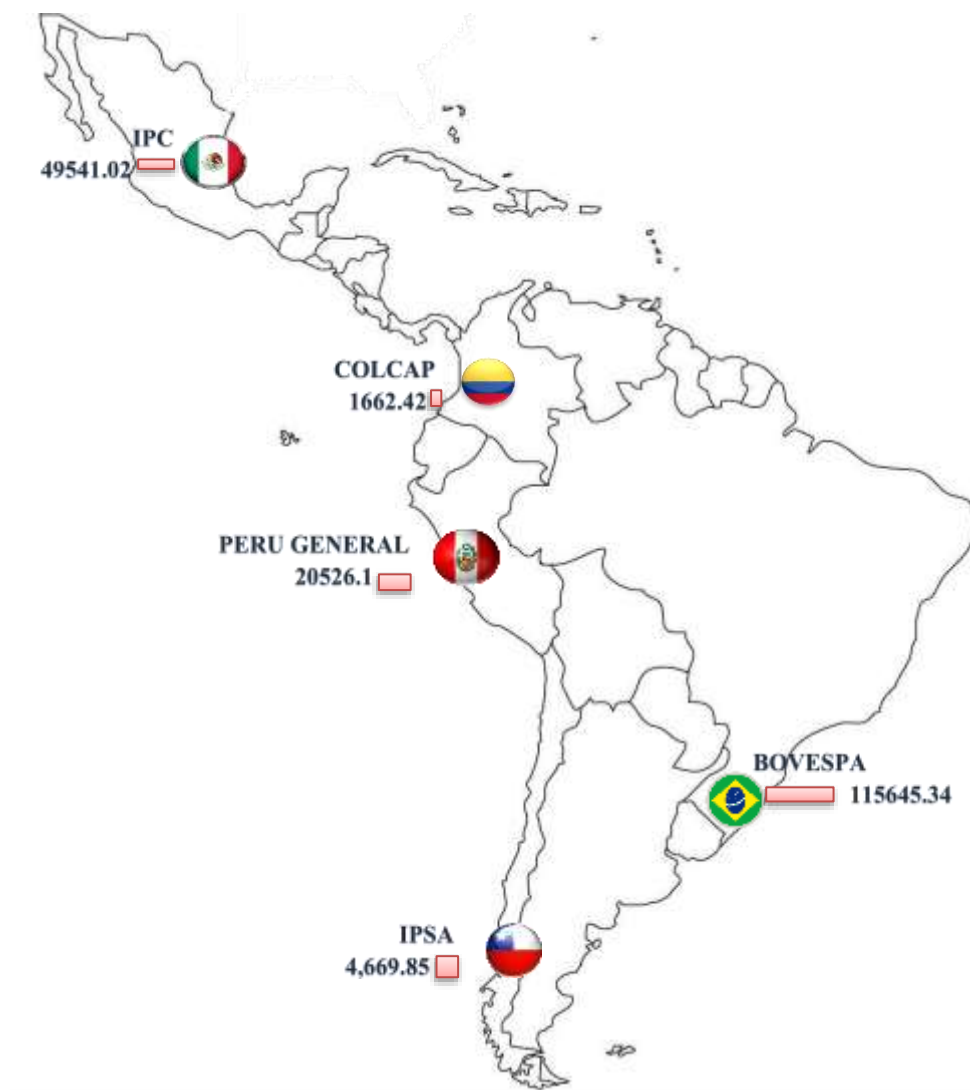 IPC
49541.02
COLCAP
1662.42
PERU GENERAL
20526.1
BOVESPA
115645.34
IPSA
4,669.85